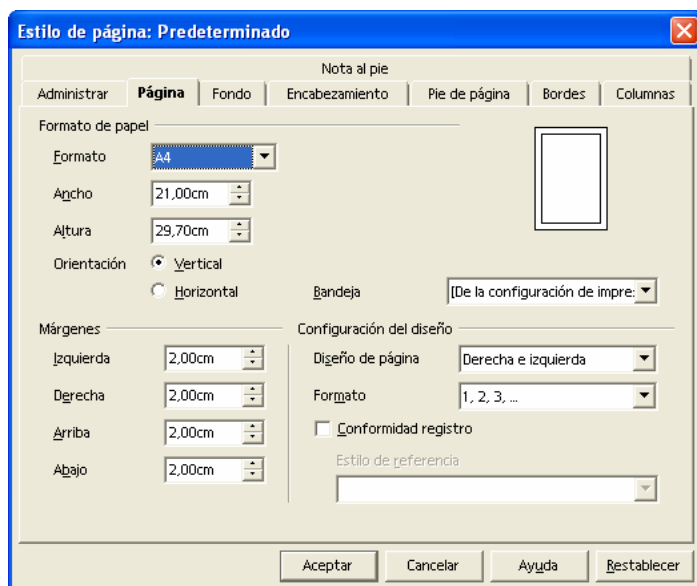 Estilo de página: Predeterminado
Nota al pie
Administrar Página Fondo Encabezamiento Pie de página Bordes Columnas
Formato de papel
Formato A4
Ancho 21,00cm
Altura 29,70cm
Orientación Vertical
Horizontal Bandeja [De la configuración de impre:
Márgenes Configuración del diseño
Izquierda 2,00cm Diseño de página Derecha e izquierda
Derecha 2,00cm Formato 1, 2, 3, ...
Arriba 2,00cm Conformidad registro
Abajo 2,00cm Estilo de referencia
Aceptar Cancelar Ayuda Restablecer